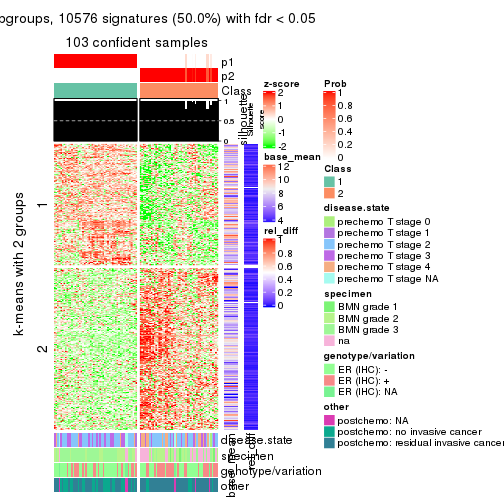 ogroups, 10576 signatures (50.0%) with fdr < 0.05
103 confident samples
p1
p2
Class
1
0.5
0
silhouette
score
k-means with 2 groups
1
2
disease.state
specimen
genotype/variation
other
base_mean
rel_diff
z-score
2
1
0
-1
-2
base_mean
12
10
8
6
4
rel_diff
1
0.8
0.6
0.4
0.2
0
Prob
1
0.8
0.6
0.4
0.2
0
Class
1
2
disease.state
prechemo T stage 0
prechemo T stage 1
prechemo T stage 2
prechemo T stage 3
prechemo T stage 4
prechemo T stage NA
specimen
BMN grade 1
BMN grade 2
BMN grade 3
na
genotype/variation
ER (IHC): -
ER (IHC): +
ER (IHC): NA
other
postchemo: NA
postchemo: no invasive cancer
postchemo: residual invasive cancer